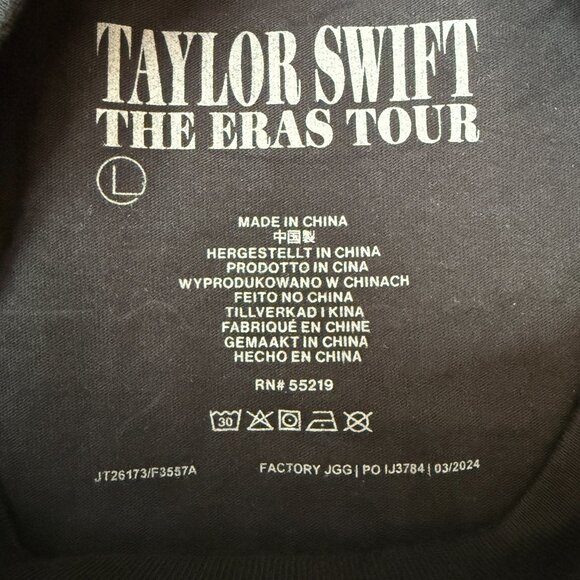 TAYLOR SWIFT
THE ERAS TOUR
L
MADE IN CHINA
中国製
HERGESTELLT IN CHINA
PRODOTTO IN CINA
WYPRODUKOWANO W CHINACH
FEITO NO CHINA
TILLVERKAD I KINA
FABRIQUÉ EN CHINE
GEMAAKT IN CHINA
HECHO EN CHINA
RN# 55219
30
JT26173/F3557A FACTORY JGG | PO IJ3784 | 03/2024